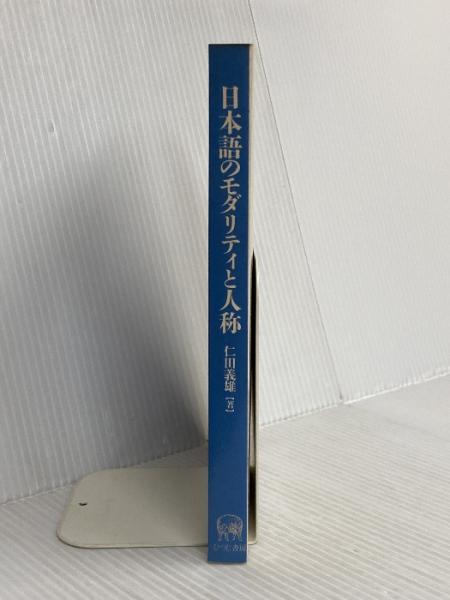 日本語のモダリティと人称
仁田義雄[著]
ひつじ書房